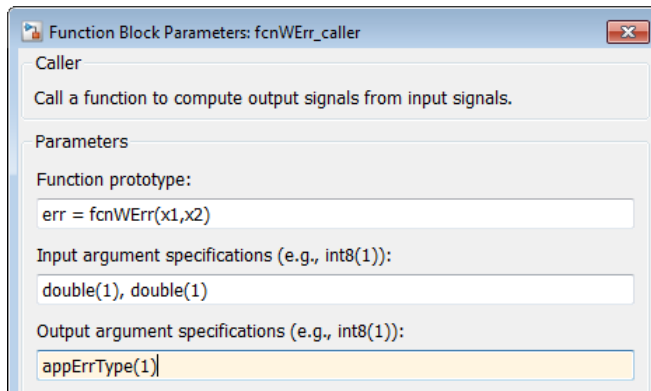 Function Block Parameters: fcnWErr_caller
Caller
Call a function to compute output signals from input signals.
Parameters
Function prototype:
err = fcnWErr(x1,x2)
Input argument specifications (e.g., int8(1)):
double(1), double(1)
Output argument specifications (e.g., int8(1)):
appErrType(1)